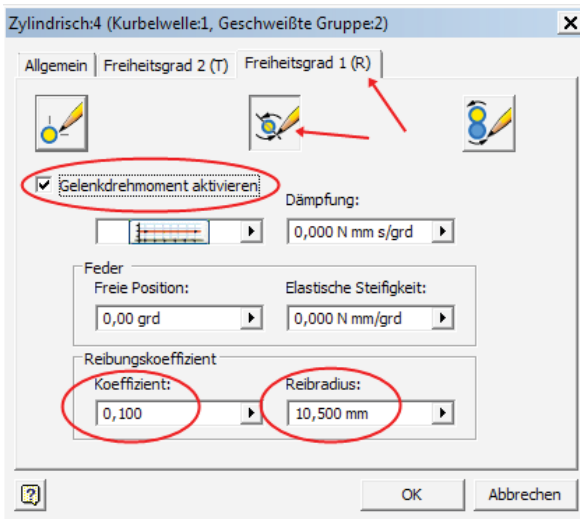 Zylindrisch:4 (Kurbelwelle:1, Geschweißte Gruppe:2)
Allgemein Freiheitsgrad 2 (T) Freiheitsgrad 1 (R)
Gelenkdrehmoment aktivieren
Dämpfung:
0,000 N mm s/grd
Feder
Freie Position: Elastische Steifigkeit:
0,00 grd 0,000 N mm/grd
Reibungskoeffizient
Koeffizient: Reibradius:
0,100 10,500 mm
OK Abbrechen